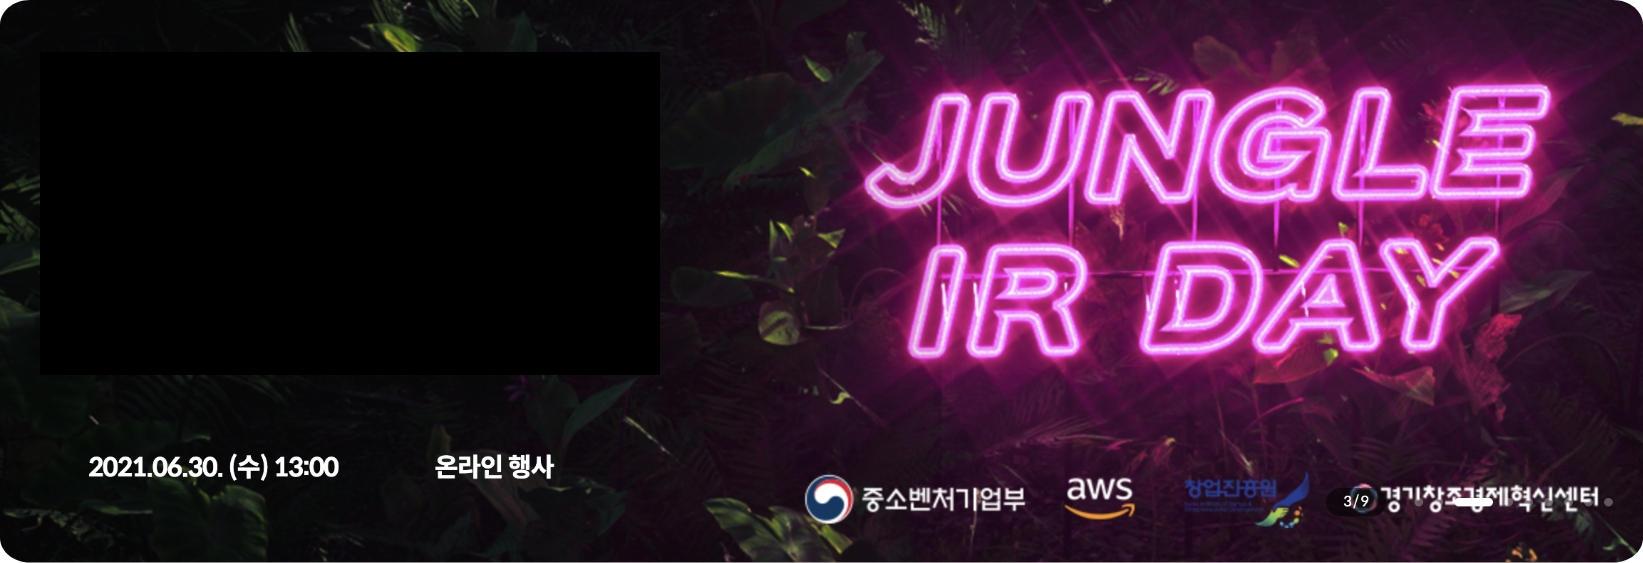 JUNGLE
IR DAY
2021.06.30. (수) 13:00
온라인 행사
중소벤처기업부
aws
창업진흥원
3/9
경기창조경제혁신센터